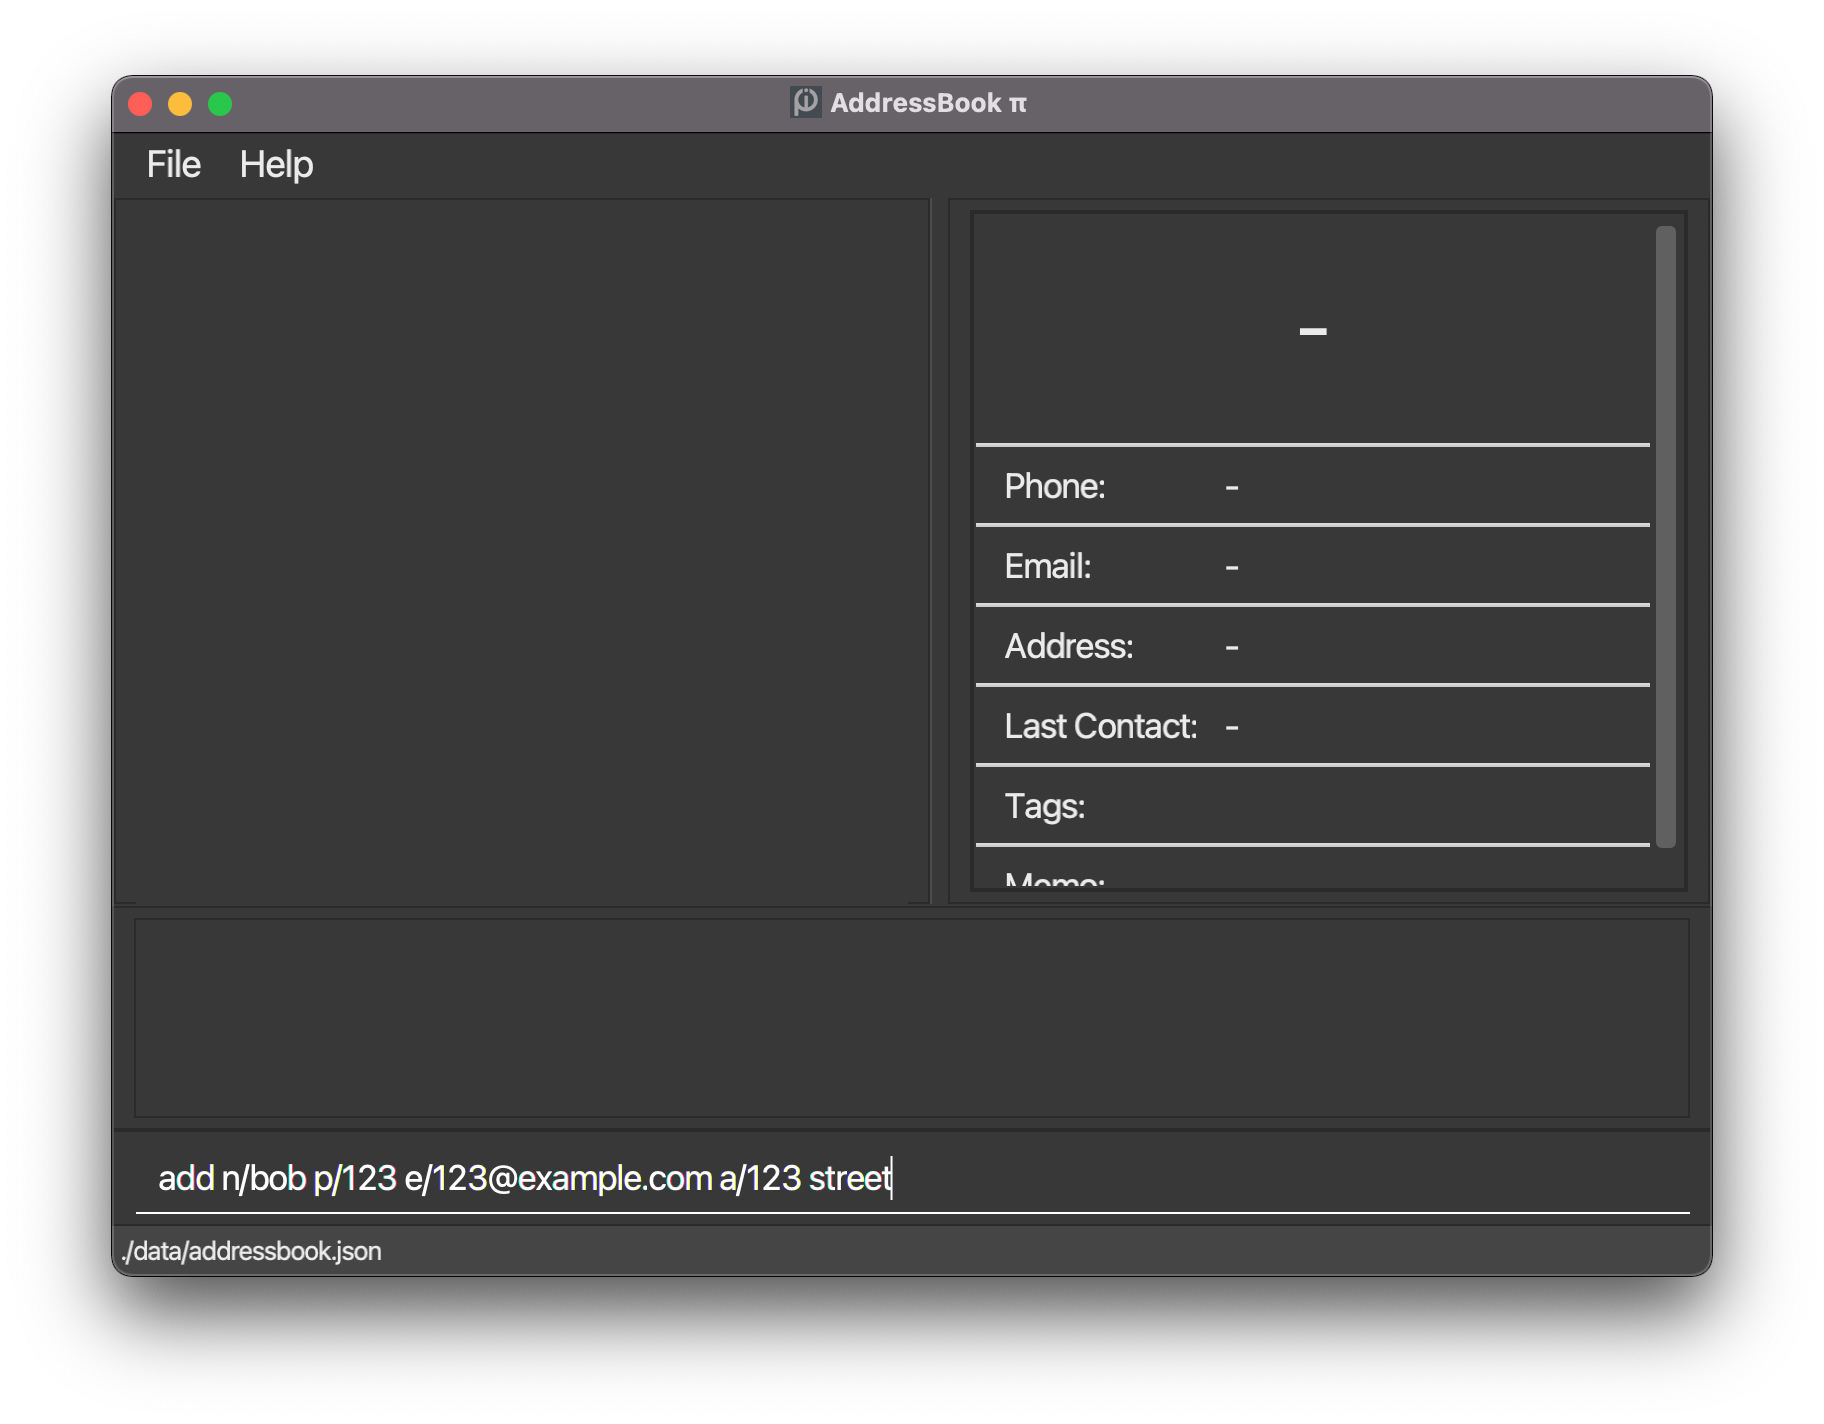 AddressBook π
File Help
–
Phone: -
Email: -
Address: -
Last Contact: -
Tags:
Memo:
add n/bob p/123 e/123@example.com a/123 street
./data/addressbook.json